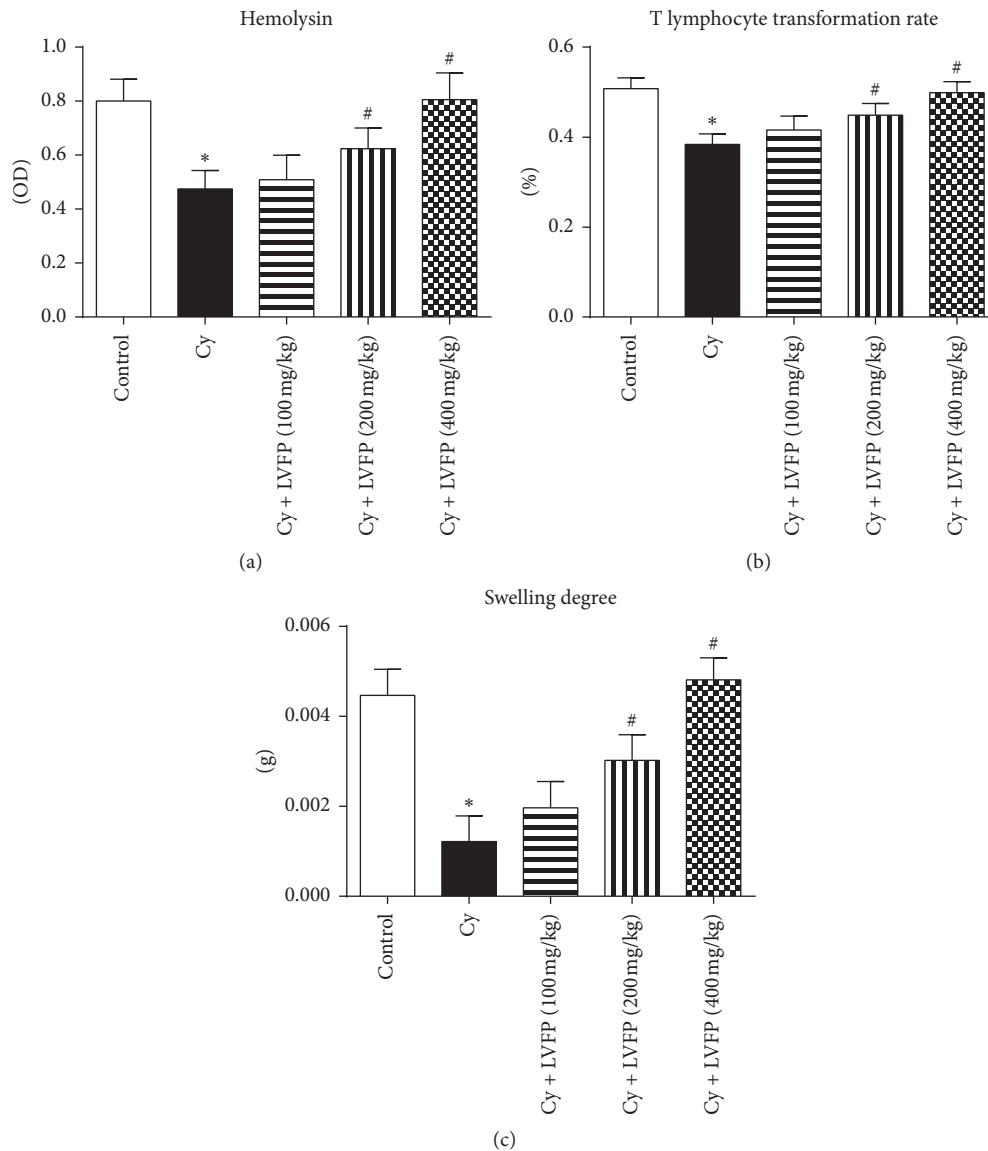 Hemolysin
1.0
0.8
0.6
0.4
0.2
0.0
(OD)
*
#
#
Control
Cy
Cy + LVFP (100 mg/kg)
Cy + LVFP (200 mg/kg)
Cy + LVFP (400 mg/kg)
(a)
T lymphocyte transformation rate
0.6
0.4
0.2
0.0
(%)
*
#
#
Control
Cy
Cy + LVFP (100 mg/kg)
Cy + LVFP (200 mg/kg)
Cy + LVFP (400 mg/kg)
(b)
Swelling degree
0.006
0.004
0.002
0.000
(g)
*
#
#
Control
Cy
Cy + LVFP (100 mg/kg)
Cy + LVFP (200 mg/kg)
Cy + LVFP (400 mg/kg)
(c)